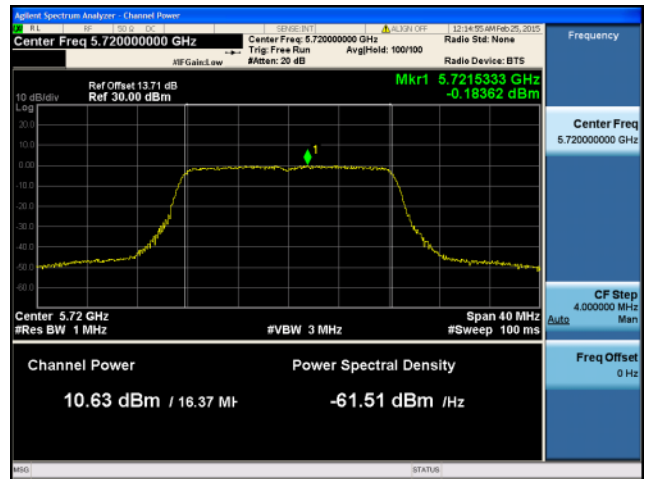 Agilent Spectrum Analyzer - Channel Power
RL RF 50 Ω DC SENSE:INT ALIGN OFF 12:14:55 AM Feb 25, 2015
Center Freq 5.720000000 GHz Center Freq: 5.720000000 GHz Radio Std: None
Trig: Free Run Avg|Hold: 100/100
#IFGain:Low #Atten: 20 dB Radio Device: BTS
Ref Offset 13.71 dB Mkr1 5.7215333 GHz
10 dB/div Ref 30.00 dBm -0.18362 dBm
Log
20.0
10.0
1
0.00
-10.0
-20.0
-30.0
-40.0
-50.0
-60.0
Center 5.72 GHz Span 40 MHz
#Res BW 1 MHz #VBW 3 MHz #Sweep 100 ms
Channel Power Power Spectral Density
10.63 dBm / 16.37 MH -61.51 dBm /Hz
MSG STATUS
Frequency
Center Freq
5.720000000 GHz
CF Step
4.000000 MHz
Auto Man
Freq Offset
0 Hz